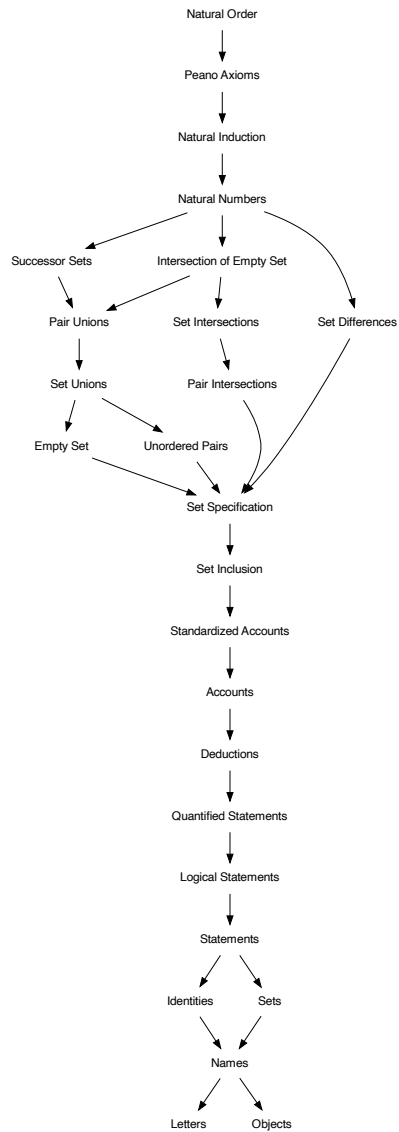 Natural Order
Peano Axioms
Natural Induction
Natural Numbers
Successor Sets
Intersection of Empty Set
Pair Unions
Set Intersections
Set Differences
Set Unions
Pair Intersections
Empty Set
Unordered Pairs
Set Specification
Set Inclusion
Standardized Accounts
Accounts
Deductions
Quantified Statements
Logical Statements
Statements
Identities
Sets
Names
Letters
Objects